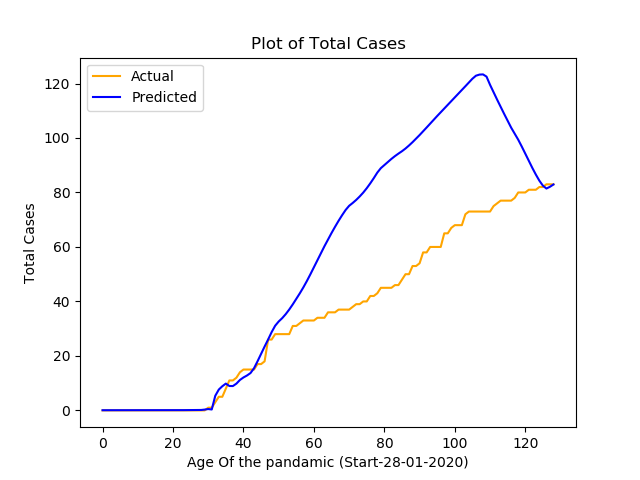 Plot of Total Cases
Actual
Predicted
120
100
80
60
40
20
0
Total Cases
0 20 40 60 80 100 120
Age Of the pandamic (Start-28-01-2020)